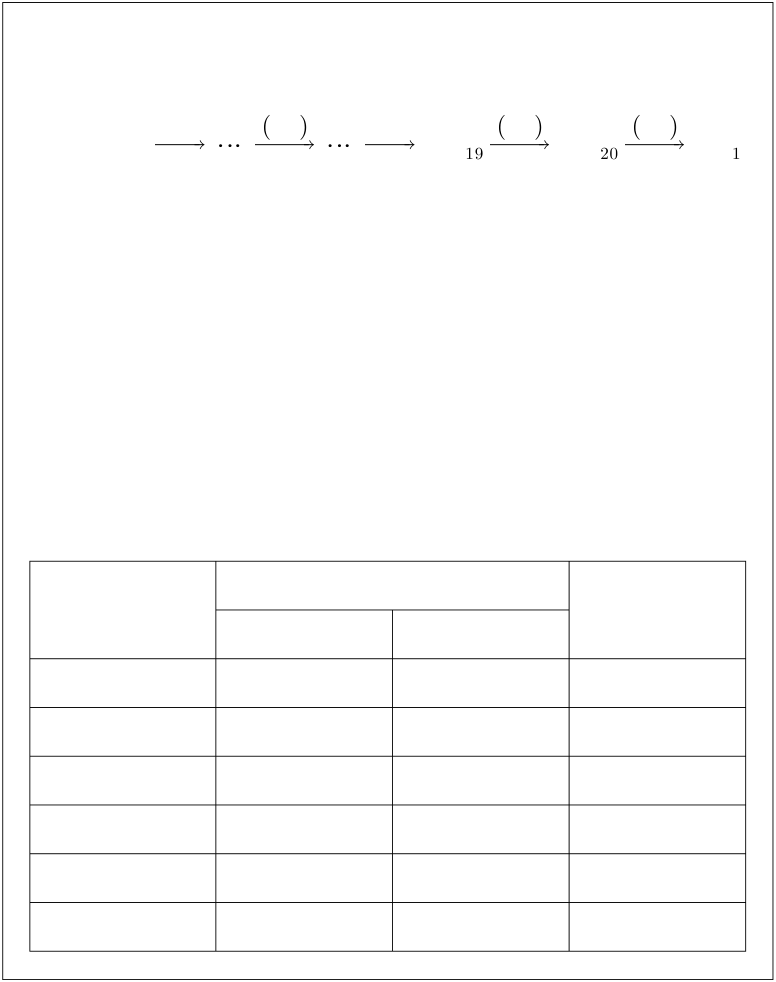 ⟶ ··· ⟶ ( ) ··· ⟶ 19 ⟶ ( ) 20 ⟶ ( ) 1